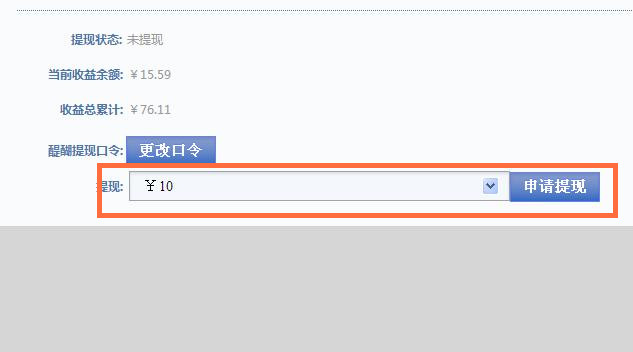 提现状态: 未提现
当前收益余额: ￥15.59
收益总累计: ￥76.11
醍醐提现口令: 更改口令
提现: ￥10 申请提现